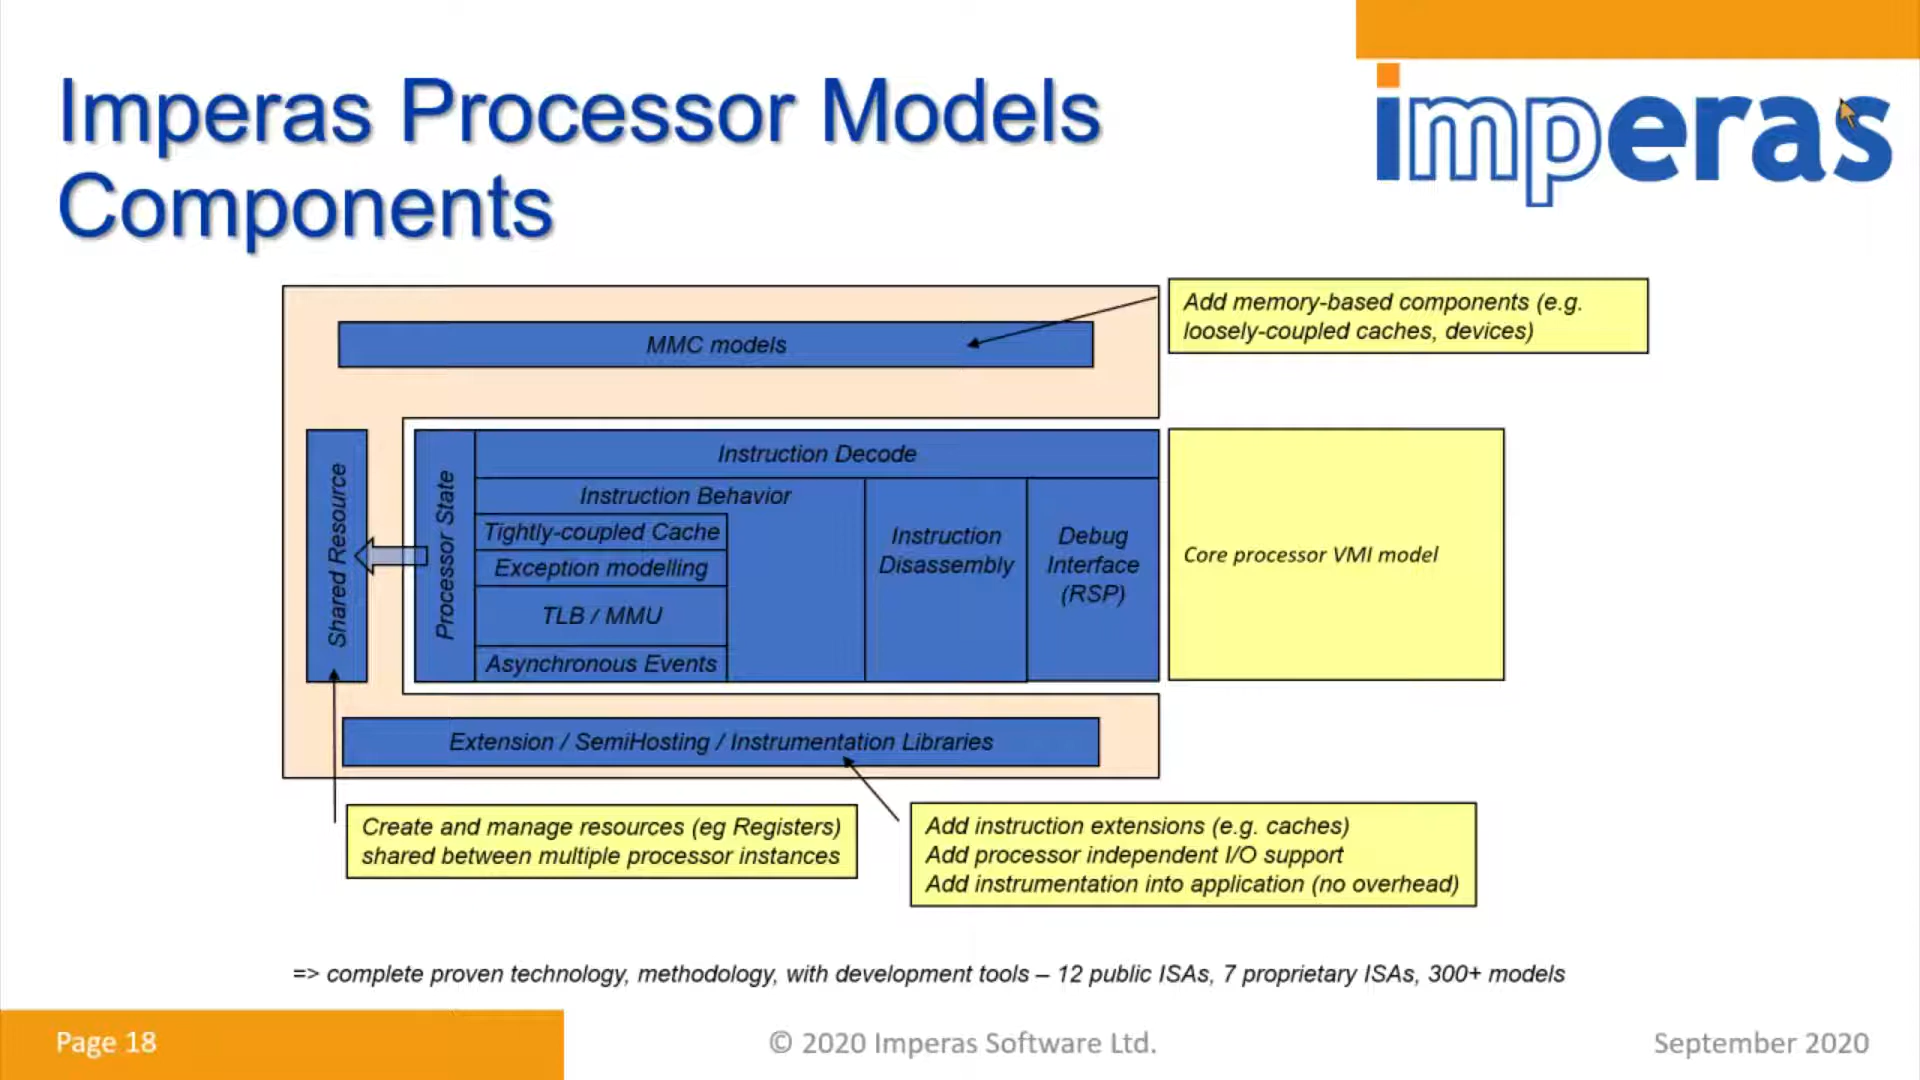 Imperas Processor Models
Components
imperas
Add memory-based components (e.g.
loosely-coupled caches, devices)
MMC models
Shared Resource
Processor State
Instruction Decode
Instruction Behavior
Tightly-coupled Cache
Exception modelling
TLB / MMU
Asynchronous Events
Instruction
Disassembly
Debug
Interface
(RSP)
Core processor VMI model
Extension / SemiHosting / Instrumentation Libraries
Create and manage resources (eg Registers)
shared between multiple processor instances
Add instruction extensions (e.g. caches)
Add processor independent I/O support
Add instrumentation into application (no overhead)
=> complete proven technology, methodology, with development tools – 12 public ISAs, 7 proprietary ISAs, 300+ models
Page 18
© 2020 Imperas Software Ltd.
September 2020